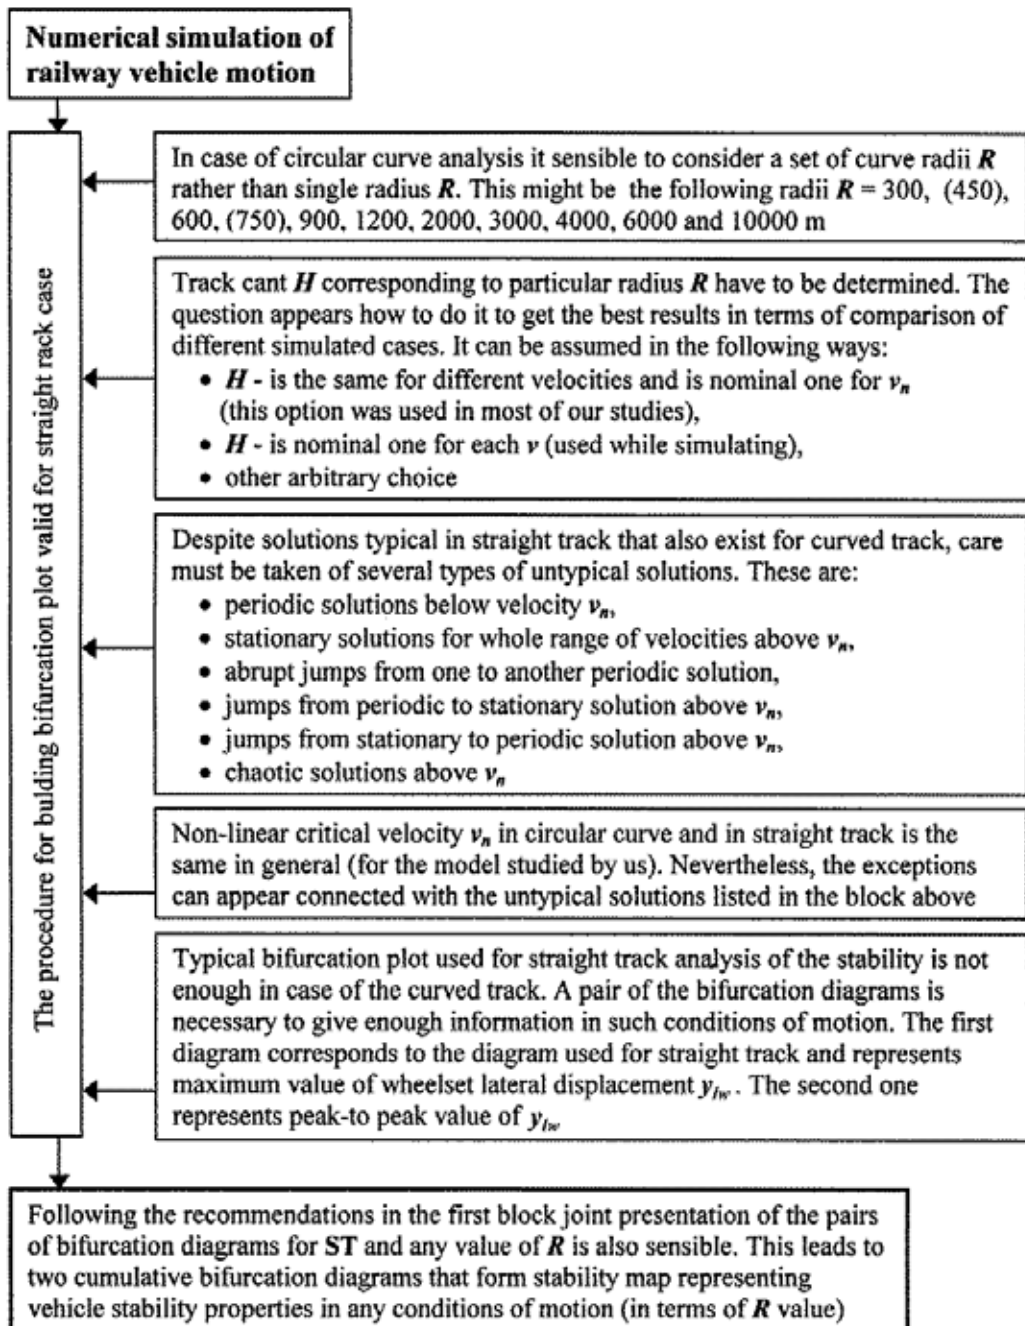 Numerical simulation of
railway vehicle motion
The procedure for bulding bifurcation plot valid for straight rack case
In case of circular curve analysis it sensible to consider a set of curve radii R
rather than single radius R. This might be the following radii R = 300, (450),
600, (750), 900, 1200, 2000, 3000, 4000, 6000 and 10000 m
Track cant H corresponding to particular radius R have to be determined. The
question appears how to do it to get the best results in terms of comparison of
different simulated cases. It can be assumed in the following ways:
• H - is the same for different velocities and is nominal one for vn
(this option was used in most of our studies),
• H - is nominal one for each v (used while simulating),
• other arbitrary choice
Despite solutions typical in straight track that also exist for curved track, care
must be taken of several types of untypical solutions. These are:
• periodic solutions below velocity vn,
• stationary solutions for whole range of velocities above vn,
• abrupt jumps from one to another periodic solution,
• jumps from periodic to stationary solution above vn,
• jumps from stationary to periodic solution above vn,
• chaotic solutions above vn
Non-linear critical velocity vn in circular curve and in straight track is the
same in general (for the model studied by us). Nevertheless, the exceptions
can appear connected with the untypical solutions listed in the block above
Typical bifurcation plot used for straight track analysis of the stability is not
enough in case of the curved track. A pair of the bifurcation diagrams is
necessary to give enough information in such conditions of motion. The first
diagram corresponds to the diagram used for straight track and represents
maximum value of wheelset lateral displacement ylw. The second one
represents peak-to peak value of ylw
Following the recommendations in the first block joint presentation of the pairs
of bifurcation diagrams for ST and any value of R is also sensible. This leads to
two cumulative bifurcation diagrams that form stability map representing
vehicle stability properties in any conditions of motion (in terms of R value)